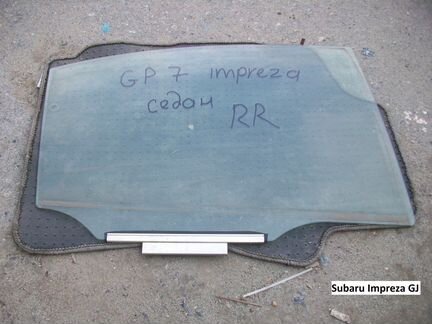 GP 7 impreza
седан
RR
Subaru Impreza GJ